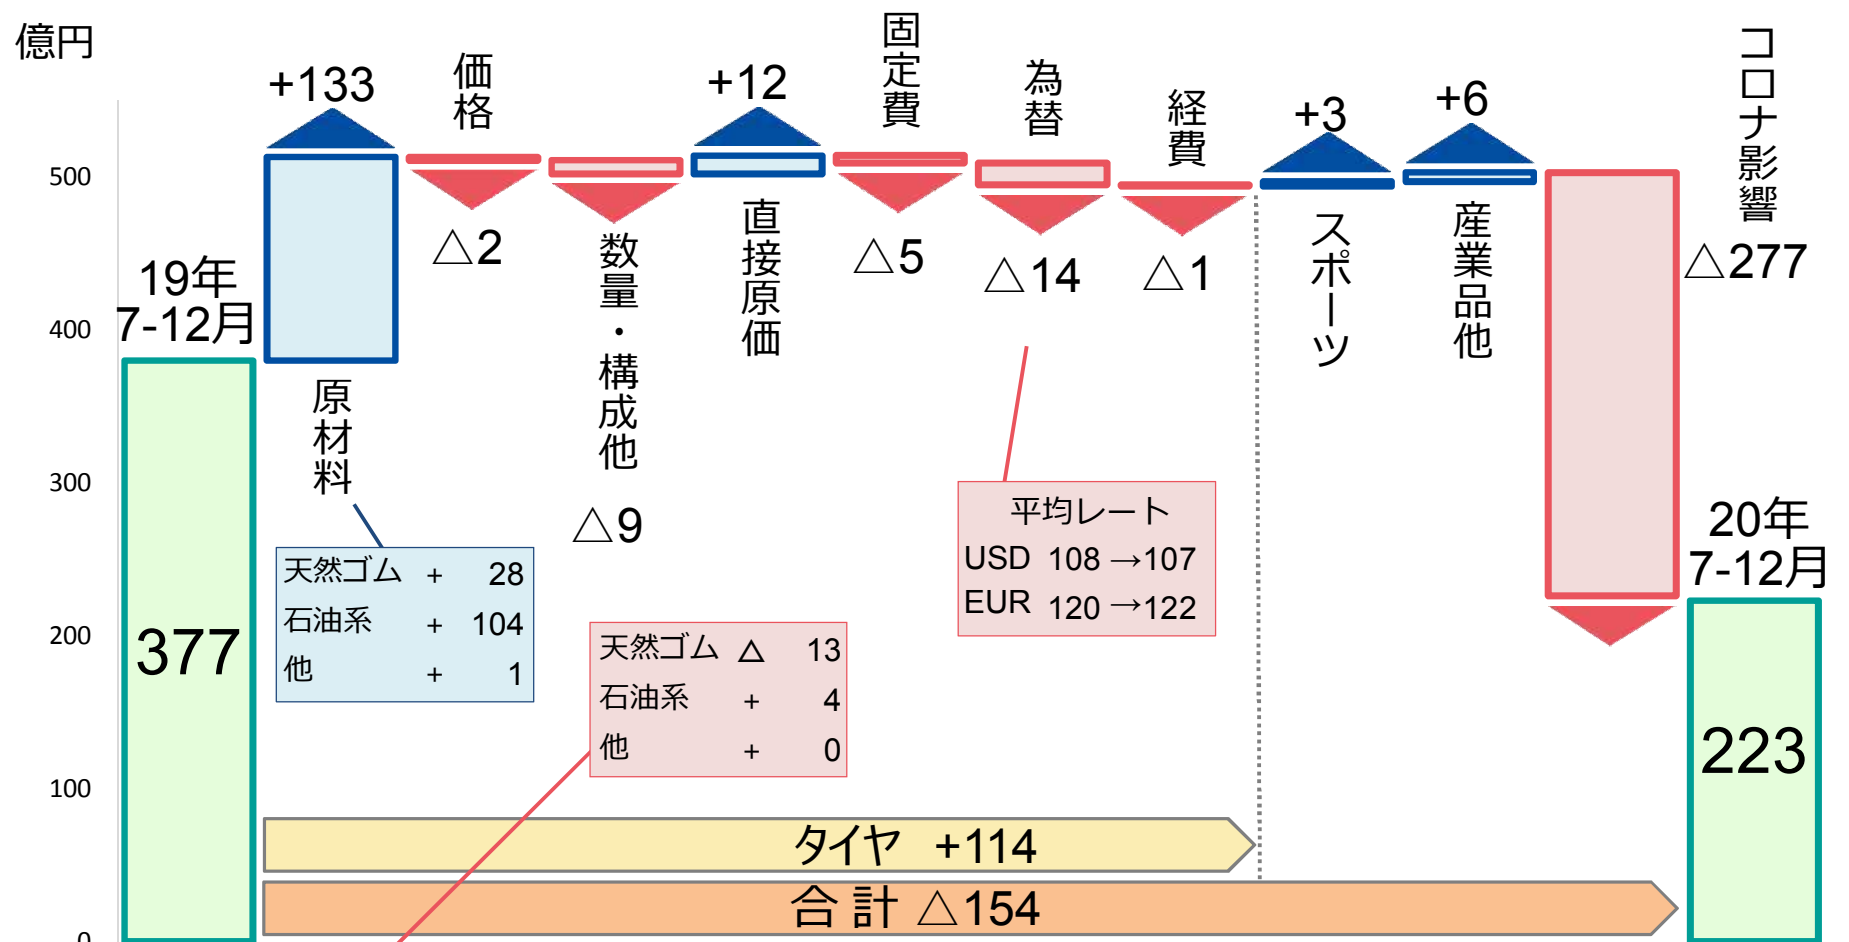 億円
500
400
300
200
100
0
19年
7-12月
377
+133
原材料
天然ゴム + 28
石油系 + 104
他 + 1
価格
△2
数量・構成他
△9
天然ゴム △ 13
石油系 + 4
他 + 0
+12
直接原価
固定費
△5
為替
△14
平均レート
USD 108→107
EUR 120→122
経費
△1
+3
スポーツ
+6
産業品他
コロナ影響
△277
20年
7-12月
223
タイヤ +114
合計 △154